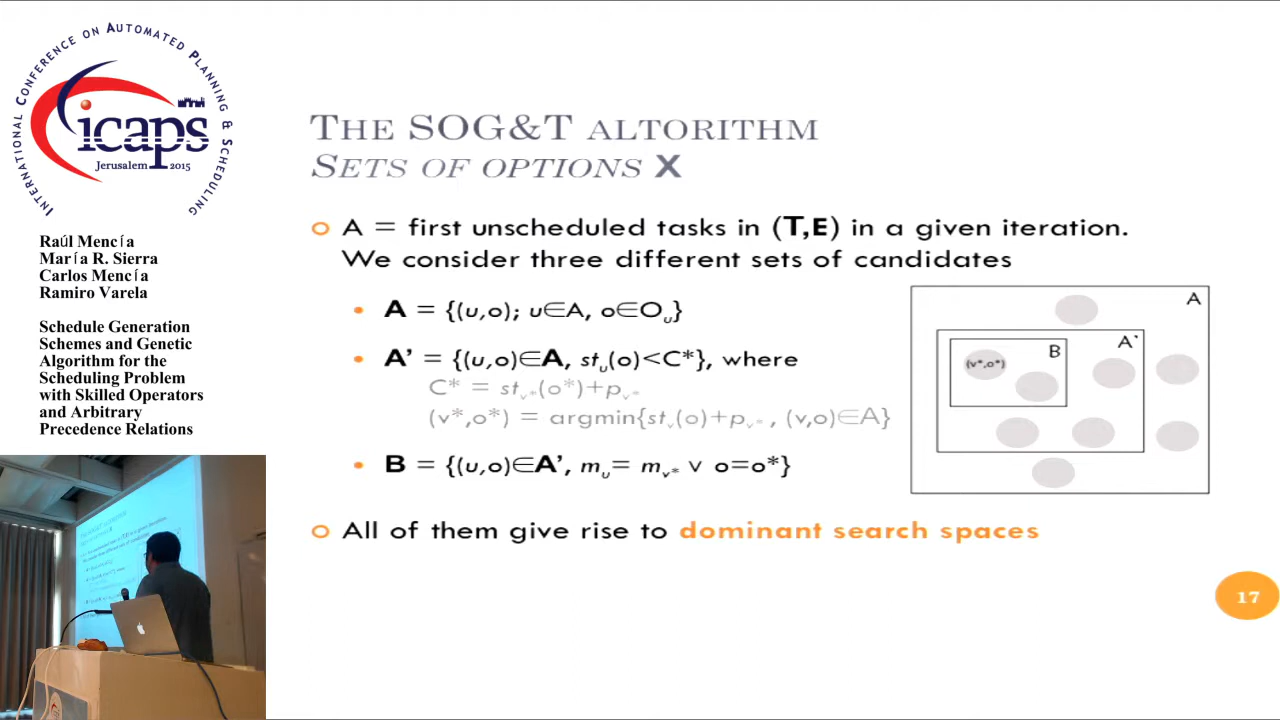 INTERNATIONAL CONFERENCE ON AUTOMATED PLANNING & SCHEDULING
icaps
Jerusalem 2015
Raúl Mencía
María R. Sierra
Carlos Mencía
Ramiro Varela
Schedule Generation
Schemes and Genetic
Algorithm for the
Scheduling Problem
with Skilled Operators
and Arbitrary
Precedence Relations
THE SOG&T ALTORITHM
SETS OF OPTIONS X
A = first unscheduled tasks in (T,E) in a given iteration.
We consider three different sets of candidates
A = {(u,o); u∈A, o∈Oᵤ}
A' = {(u,o)∈A, stᵤ(o)<C*}, where
C* = st_v*(o*)+p_v*
(v*,o*) = argmin{st_v(o)+p_v*, (v,o)∈A}
B = {(u,o)∈A', mᵤ= m_v* ∨ o=o*}
All of them give rise to dominant search spaces
A
A'
B
(v*,o*)
17